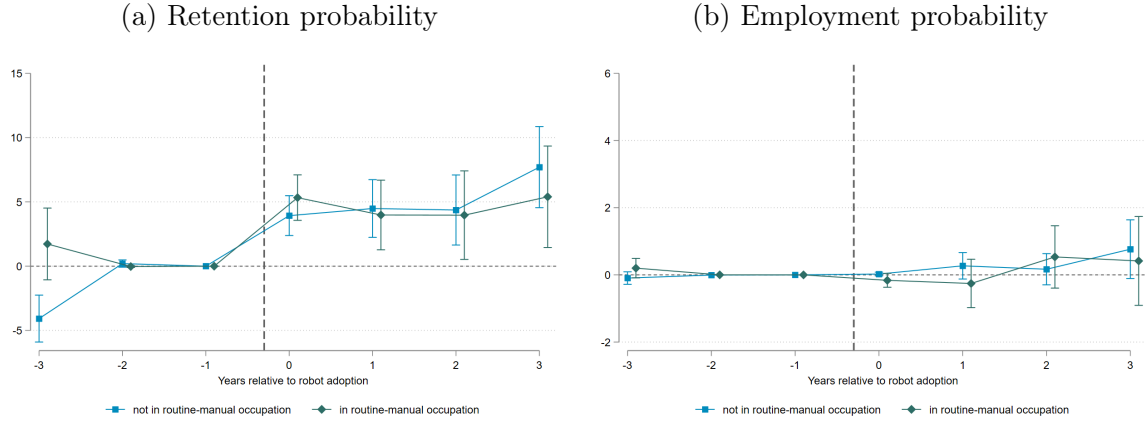 (a) Retention probability
15
10
5
0
-5
-3 -2 -1 0 1 2 3
Years relative to robot adoption
not in routine-manual occupation in routine-manual occupation
(b) Employment probability
6
4
2
0
-2
-3 -2 -1 0 1 2 3
Years relative to robot adoption
not in routine-manual occupation in routine-manual occupation